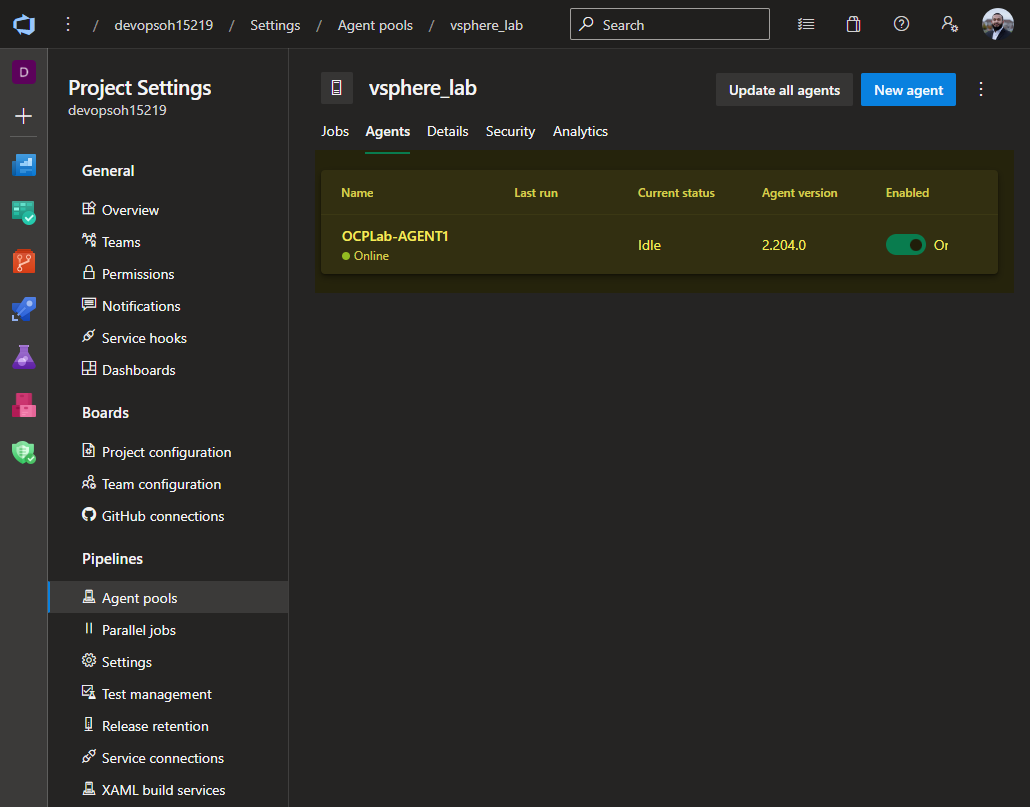 / devopsoh15219 / Settings / Agent pools / vsphere_lab
Search
D
Project Settings
devopsoh15219
General
Overview
Teams
Permissions
Notifications
Service hooks
Dashboards
Boards
Project configuration
Team configuration
GitHub connections
Pipelines
Agent pools
Parallel jobs
Settings
Test management
Release retention
Service connections
XAML build services
vsphere_lab
Update all agents
New agent
Jobs Agents Details Security Analytics
Name Last run Current status Agent version Enabled
OCPLab-AGENT1
Online
Idle 2.204.0 Or